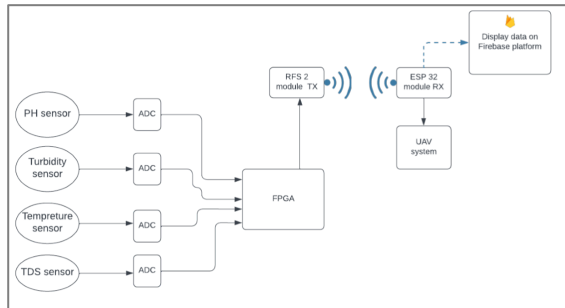 Display data on
Firebase platform
RFS 2
module TX
ESP 32
module RX
PH sensor
ADC
UAV
system
Turbidity
sensor
ADC
FPGA
Tempreture
sensor
ADC
TDS sensor
ADC